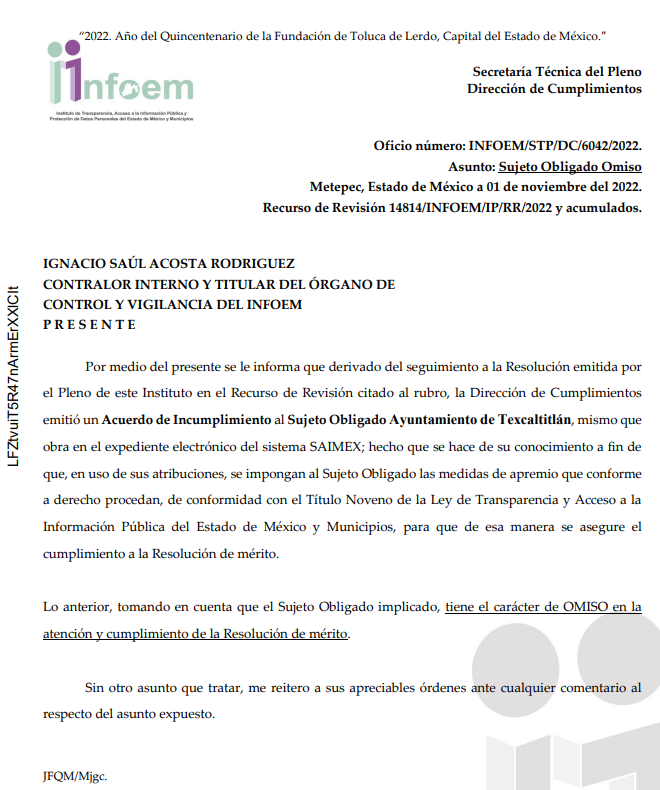 “2022. Año del Quincentenario de la Fundación de Toluca de Lerdo, Capital del Estado de México.”
infoem
Instituto de Transparencia, Acceso a la Información Pública y
Protección de Datos Personales del Estado de México y Municipios
Secretaría Técnica del Pleno
Dirección de Cumplimientos
Oficio número: INFOEM/STP/DC/6042/2022.
Asunto: Sujeto Obligado Omiso
Metepec, Estado de México a 01 de noviembre del 2022.
Recurso de Revisión 14814/INFOEM/IP/RR/2022 y acumulados.
IGNACIO SAÚL ACOSTA RODRIGUEZ
CONTRALOR INTERNO Y TITULAR DEL ÓRGANO DE
CONTROL Y VIGILANCIA DEL INFOEM
P R E S E N T E
Por medio del presente se le informa que derivado del seguimiento a la Resolución emitida por
el Pleno de este Instituto en el Recurso de Revisión citado al rubro, la Dirección de Cumplimientos
emitió un Acuerdo de Incumplimiento al Sujeto Obligado Ayuntamiento de Texcaltitlán, mismo que
obra en el expediente electrónico del sistema SAIMEX; hecho que se hace de su conocimiento a fin de
que, en uso de sus atribuciones, se impongan al Sujeto Obligado las medidas de apremio que conforme
a derecho procedan, de conformidad con el Título Noveno de la Ley de Transparencia y Acceso a la
Información Pública del Estado de México y Municipios, para que de esa manera se asegure el
cumplimiento a la Resolución de mérito.
Lo anterior, tomando en cuenta que el Sujeto Obligado implicado, tiene el carácter de OMISO en la
atención y cumplimiento de la Resolución de mérito.
Sin otro asunto que tratar, me reitero a sus apreciables órdenes ante cualquier comentario al
respecto del asunto expuesto.
JFQM/Mjgc.